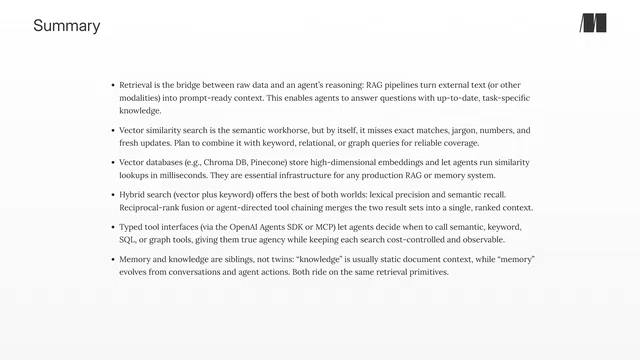 Summary
• Retrieval is the bridge between raw data and an agent’s reasoning: RAG pipelines turn external text (or other
modalities) into prompt-ready context. This enables agents to answer questions with up-to-date, task-specific
knowledge.
• Vector similarity search is the semantic workhorse, but by itself, it misses exact matches, jargon, numbers, and
fresh updates. Plan to combine it with keyword, relational, or graph queries for reliable coverage.
• Vector databases (e.g., Chroma DB, Pinecone) store high-dimensional embeddings and let agents run similarity
lookups in milliseconds. They are essential infrastructure for any production RAG or memory system.
• Hybrid search (vector plus keyword) offers the best of both worlds: lexical precision and semantic recall.
Reciprocal-rank fusion or agent-directed tool chaining merges the two result sets into a single, ranked context.
• Typed tool interfaces (via the OpenAI Agents SDK or MCP) let agents decide when to call semantic, keyword,
SQL, or graph tools, giving them true agency while keeping each search cost-controlled and observable.
• Memory and knowledge are siblings, not twins: “knowledge” is usually static document context, while “memory”
evolves from conversations and agent actions. Both ride on the same retrieval primitives.